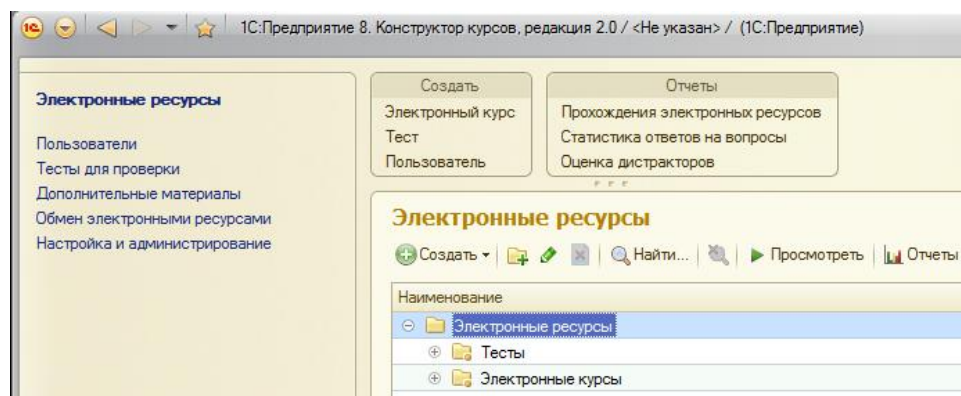 1С:Предприятие 8. Конструктор курсов, редакция 2.0 / <Не указан> / (1С:Предприятие)
Электронные ресурсы
Пользователи
Тесты для проверки
Дополнительные материалы
Обмен электронными ресурсами
Настройка и администрирование
Создать
Электронный курс
Тест
Пользователь
Отчеты
Прохождения электронных ресурсов
Статистика ответов на вопросы
Оценка дистракторов
Электронные ресурсы
Создать Найти... Просмотреть Отчеты
Наименование
Электронные ресурсы
Тесты
Электронные курсы